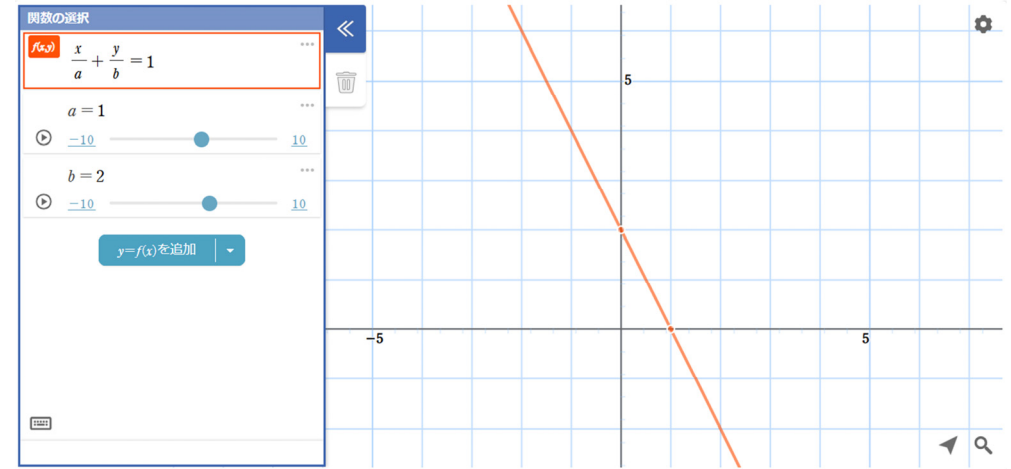 関数の選択
f(x,y)
x/a + y/b = 1
a = 1
−10
10
b = 2
−10
10
y=f(x)を追加
5
−5
5